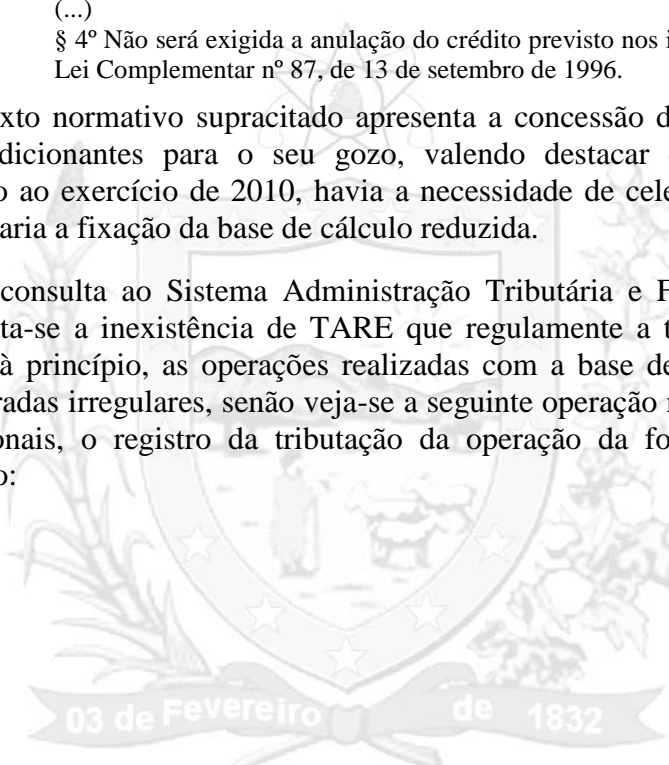 (...)
§ 4º Não será exigida a anulação do crédito previsto nos i
Lei Complementar nº 87, de 13 de setembro de 1996.
xto normativo supracitado apresenta a concessão d
dicionantes para o seu gozo, valendo destacar
o ao exercício de 2010, havia a necessidade de cele
aria a fixação da base de cálculo reduzida.
consulta ao Sistema Administração Tributária e F
ta-se a inexistência de TARE que regulamente a t
à princípio, as operações realizadas com a base de
radas irregulares, senão veja-se a seguinte operação
onais, o registro da tributação da operação da fo
o:
03 de Fevereiro de 1832